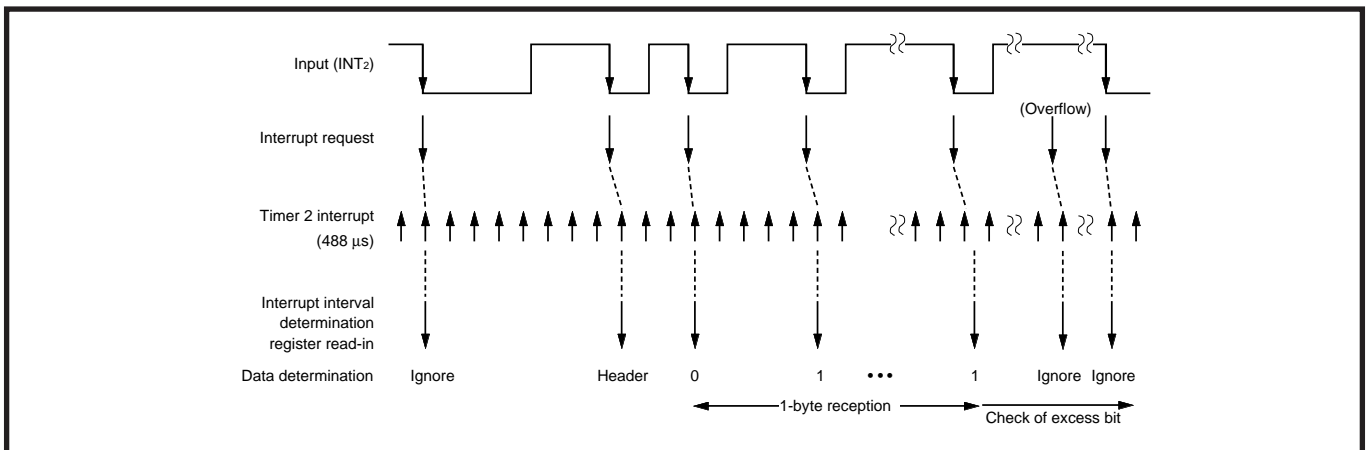 Input (INT2)
(Overflow)
Interrupt request
Timer 2 interrupt
(488 μs)
Interrupt interval
determination
register read-in
Data determination Ignore Header 0 1 ••• 1 Ignore Ignore
1-byte reception
Check of excess bit